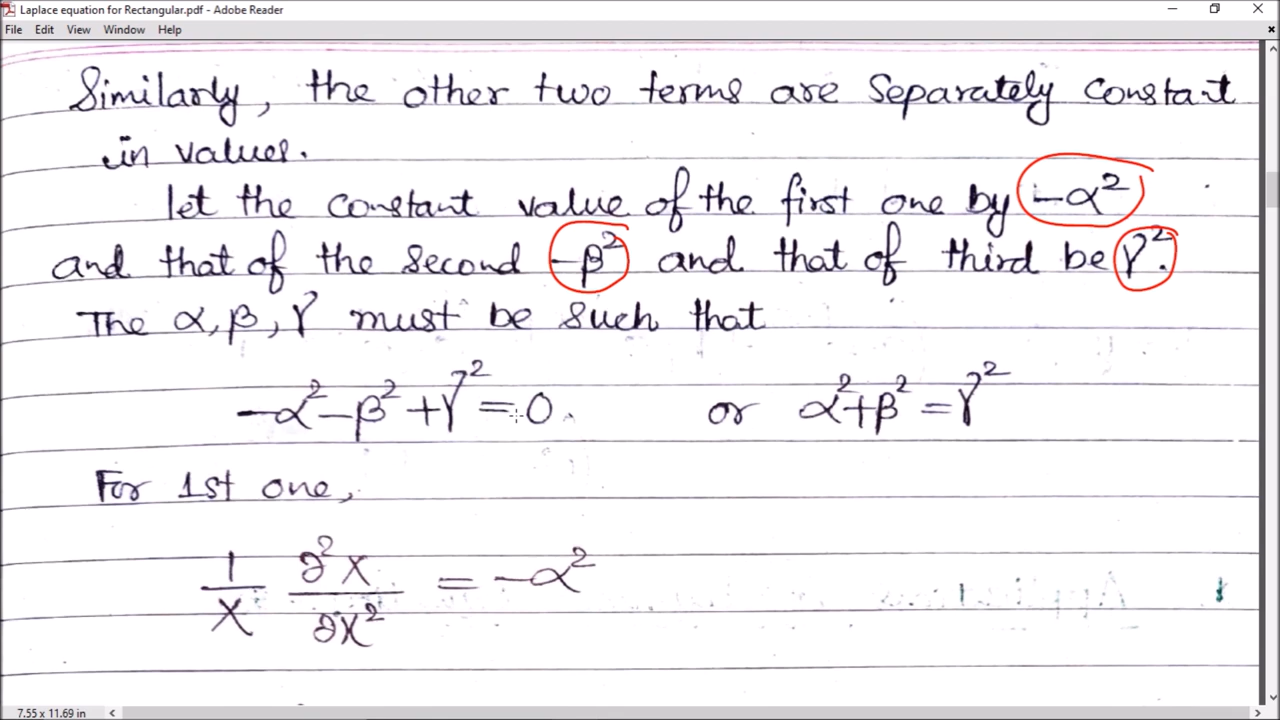 Laplace equation for Rectangular.pdf - Adobe Reader
File Edit View Window Help
Similarly, the other two terms are separately constant
in values.
let the constant value of the first one by -α²
and that of the second -β² and that of third be γ².
The α, β, γ must be such that
-α²-β²+γ²=0. or α²+β²=γ²
For 1st one,
1/X ∂²X/∂X² = -α²
7.55 x 11.69 in